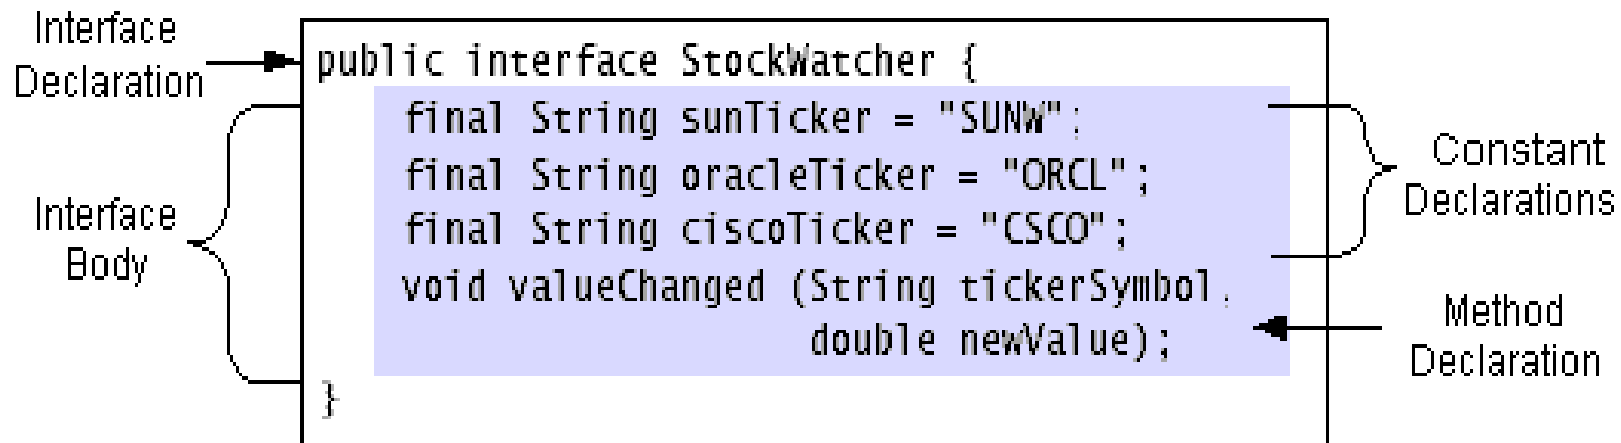 Interface
Declaration
public interface StockWatcher {
final String sunTicker = "SUNW";
final String oracleTicker = "ORCL";
final String ciscoTicker = "CSCO";
void valueChanged (String tickerSymbol,
double newValue);
}
Interface
Body
Constant
Declarations
Method
Declaration